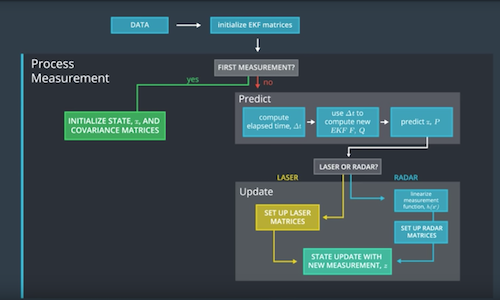 DATA
initialize EKF matrices
Process
Measurement
FIRST MEASUREMENT?
yes
no
INITIALIZE STATE, x, AND
COVARIANCE MATRICES
Predict
compute
elapsed time, Δt
use Δt to
compute new
EKF F, Q
predict x, P
LASER OR RADAR?
LASER
RADAR
Update
linearize
measurement
function, h(x')
SET UP LASER
MATRICES
SET UP RADAR
MATRICES
STATE UPDATE WITH
NEW MEASUREMENT, z